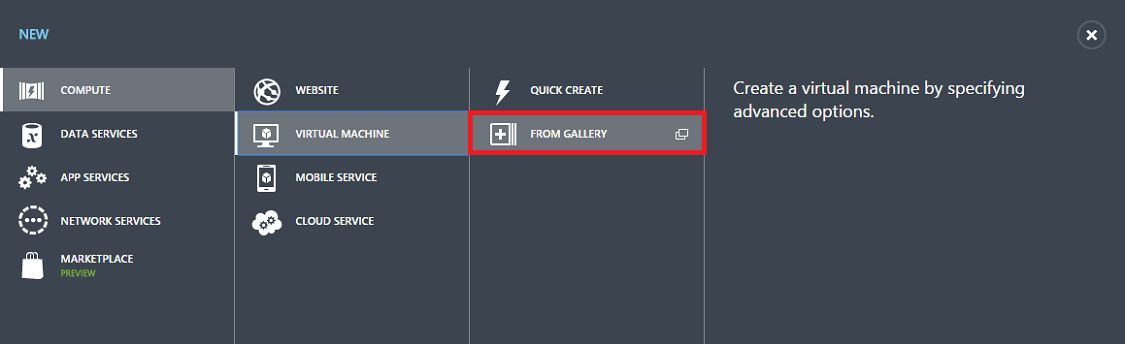 NEW
COMPUTE
DATA SERVICES
APP SERVICES
NETWORK SERVICES
MARKETPLACE
PREVIEW
WEBSITE
VIRTUAL MACHINE
MOBILE SERVICE
CLOUD SERVICE
QUICK CREATE
FROM GALLERY
Create a virtual machine by specifying
advanced options.